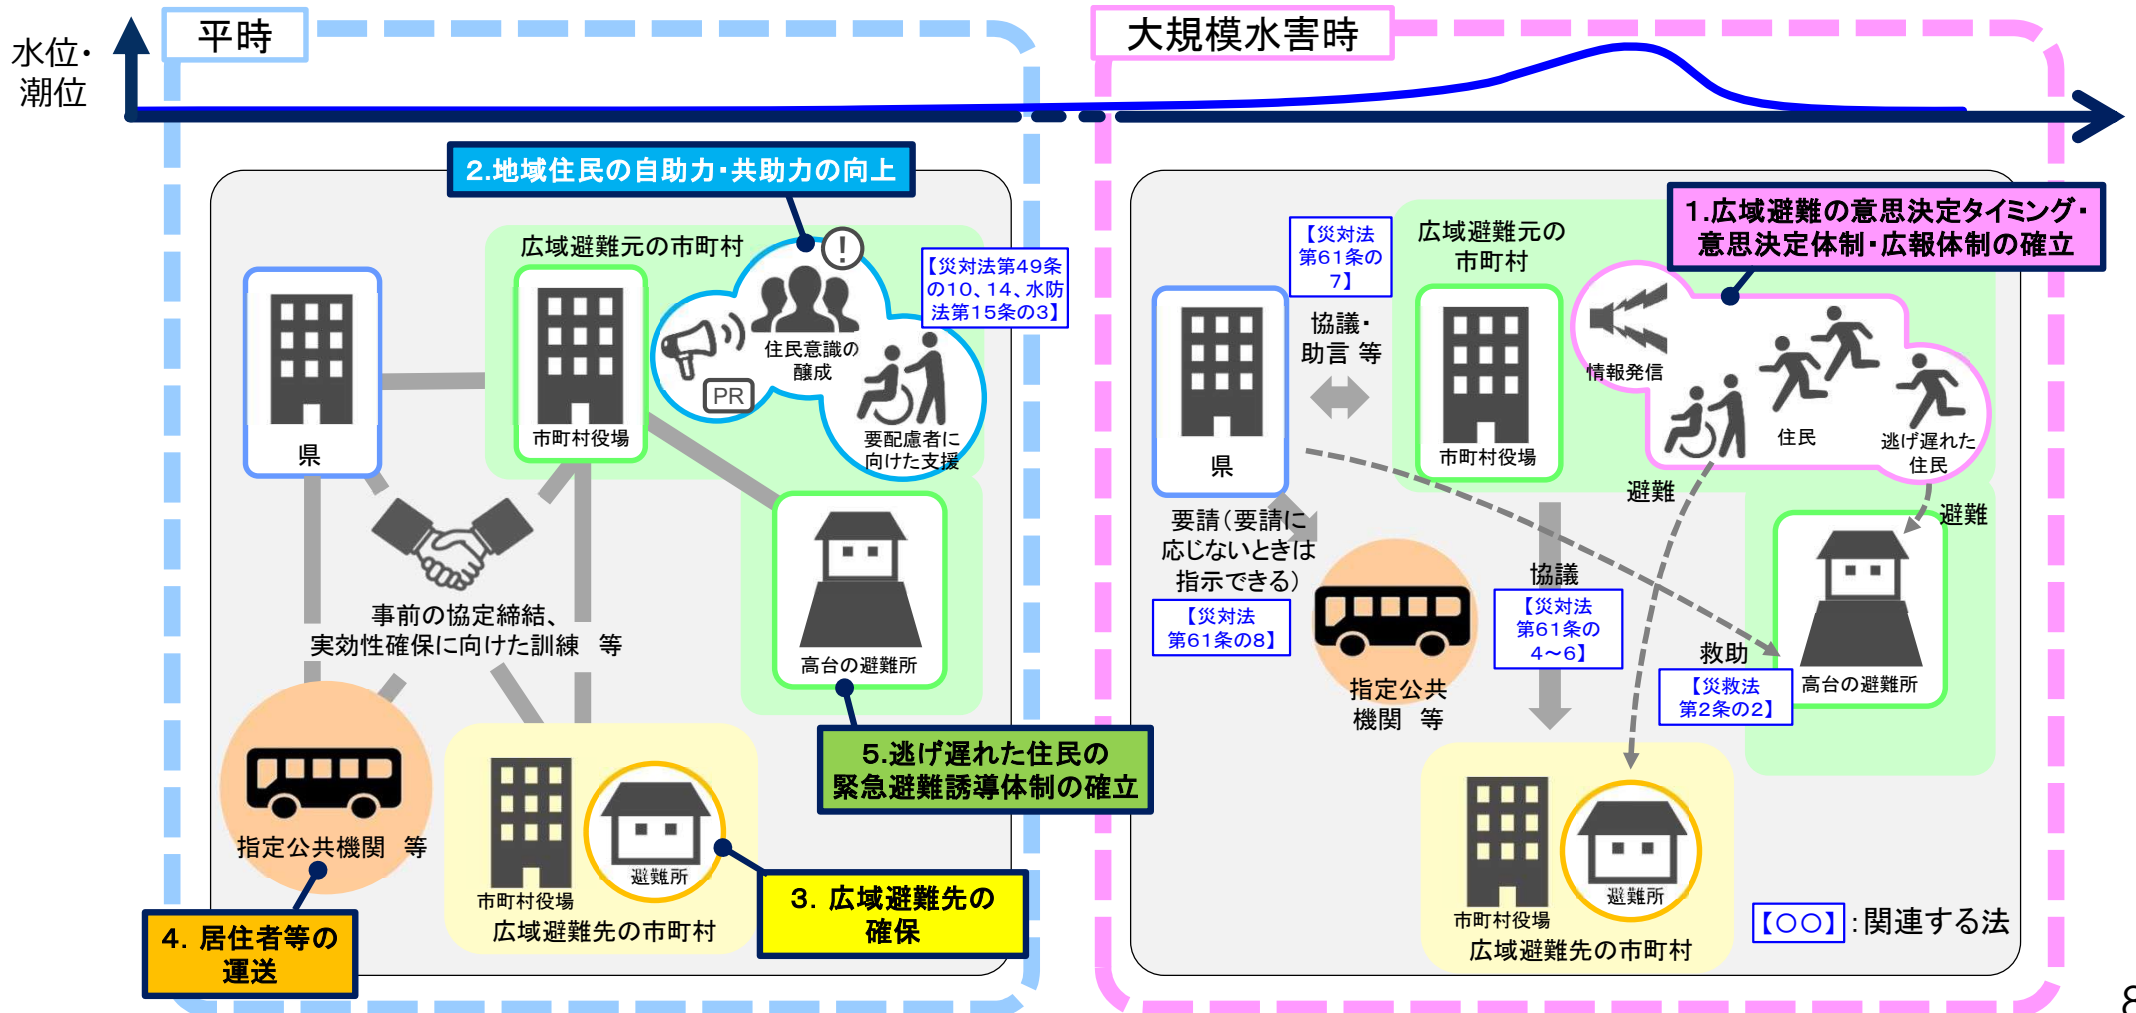 水位・
潮位
平時
2.地域住民の自助力・共助力の向上
広域避難元の市町村
【災対法第49条
の10、14、水防
法第15条の3】
県
市町村役場
PR
!
住民意識の
醸成
要配慮者に
向けた支援
事前の協定締結、
実効性確保に向けた訓練 等
高台の避難所
5.逃げ遅れた住民の
緊急避難誘導体制の確立
指定公共機関 等
4. 居住者等の
運送
市町村役場
避難所
広域避難先の市町村
3. 広域避難先の
確保
大規模水害時
1.広域避難の意思決定タイミング・
意思決定体制・広報体制の確立
【災対法
第61条の
7】
広域避難元の
市町村
協議・
助言 等
県
市町村役場
情報発信
住民
逃げ遅れた
住民
避難
避難
要請(要請に
応じないときは
指示できる)
【災対法
第61条の8】
指定公共
機関 等
協議
【災対法
第61条の
4~6】
救助
【災救法
第2条の2】
高台の避難所
市町村役場
避難所
広域避難先の市町村
【○○】:関連する法
8